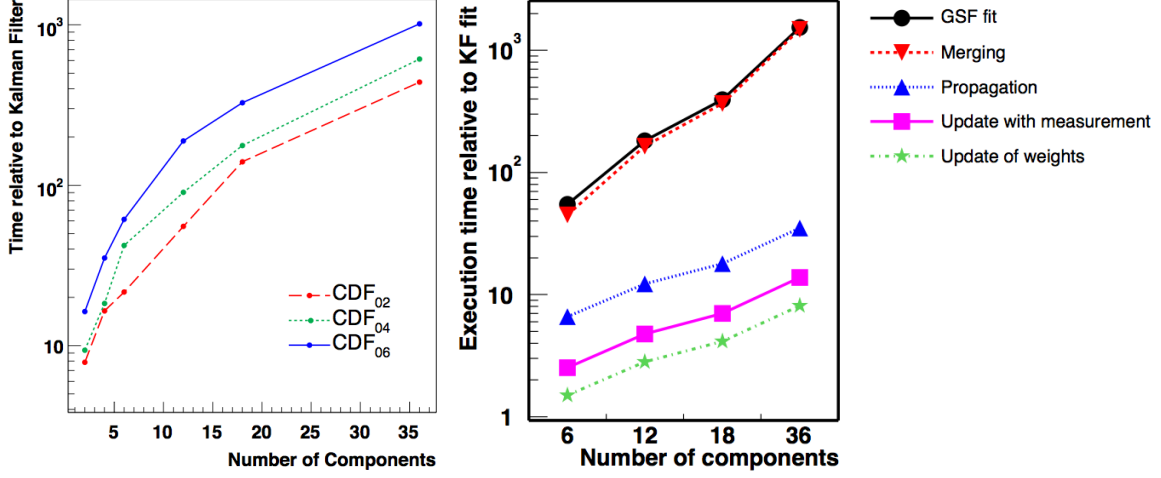 Time relative to Kalman Filter
10³
10²
10
5 10 15 20 25 30 35
Number of Components
CDF₀₂
CDF₀₄
CDF₀₆
Execution time relative to KF fit
10³
10²
10
1
6 12 18 36
Number of components
GSF fit
Merging
Propagation
Update with measurement
Update of weights